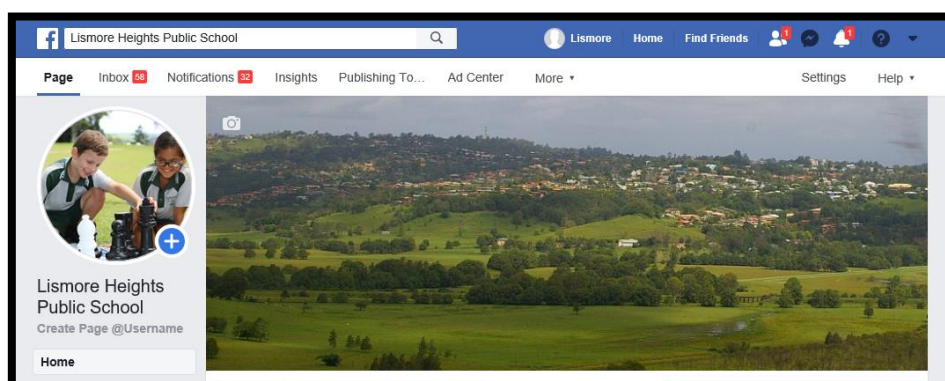 Lismore Heights Public School Lismore Home Find Friends 1 1
Page Inbox 58 Notifications 32 Insights Publishing To... Ad Center More Settings Help
Lismore Heights
Public School
Create Page @Username
Home